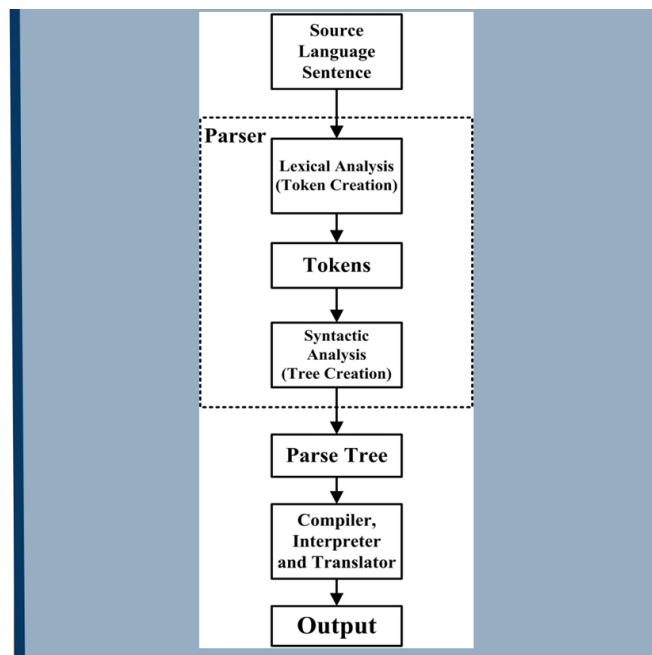 Source
Language
Sentence
Parser
Lexical Analysis
(Token Creation)
Tokens
Syntactic
Analysis
(Tree Creation)
Parse Tree
Compiler,
Interpreter
and Translator
Output